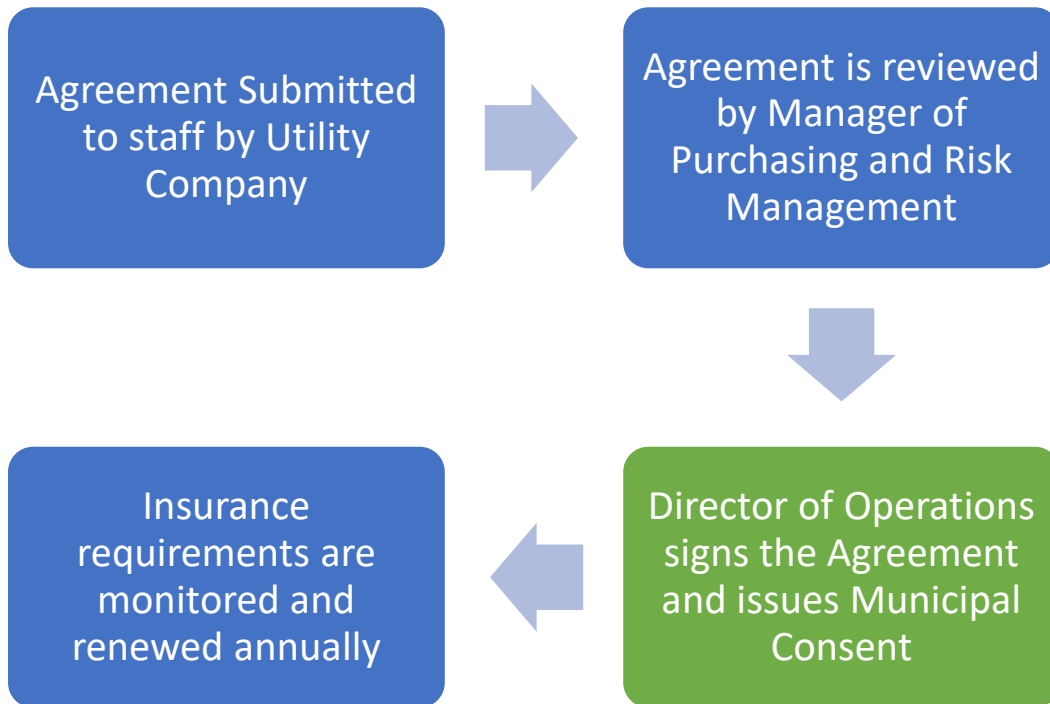 Agreement Submitted
to staff by Utility
Company
Agreement is reviewed
by Manager of
Purchasing and Risk
Management
Director of Operations
signs the Agreement
and issues Municipal
Consent
Insurance
requirements are
monitored and
renewed annually